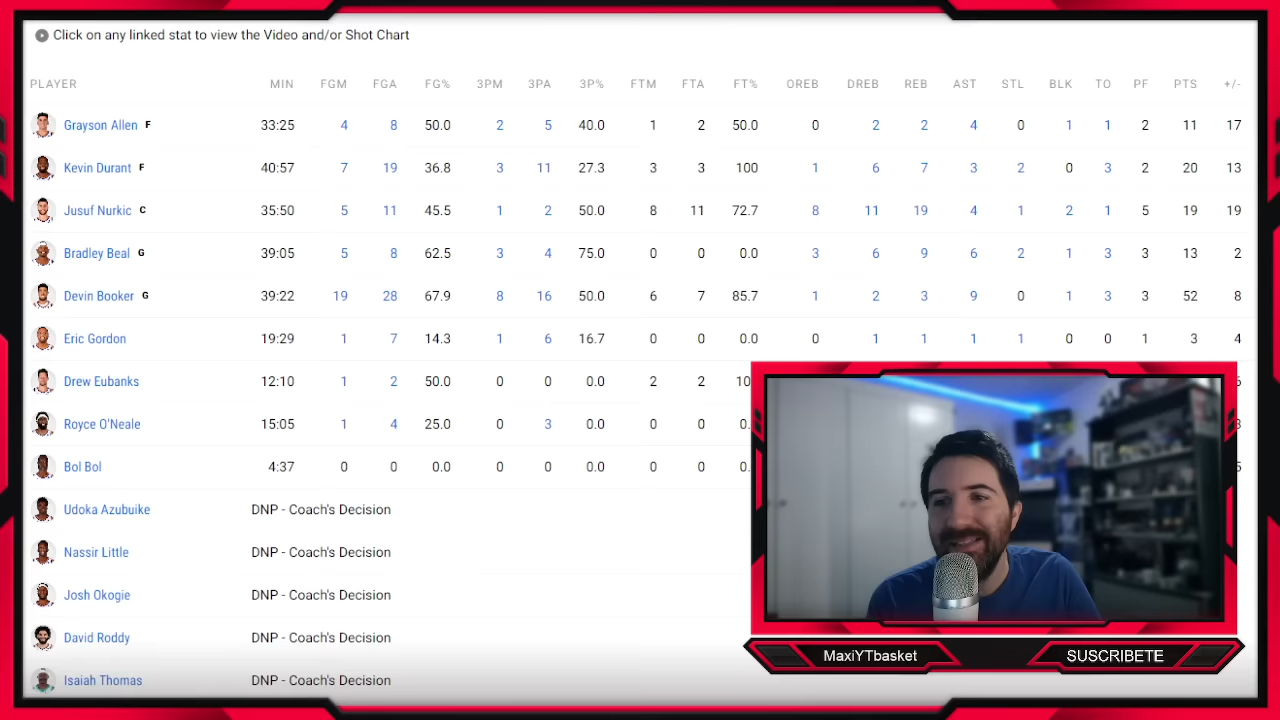 Click on any linked stat to view the Video and/or Shot Chart
PLAYER MIN FGM FGA FG% 3PM 3PA 3P% FTM FTA FT% OREB DREB REB AST STL BLK TO PF PTS +/-
Grayson Allen F 33:25 4 8 50.0 2 5 40.0 1 2 50.0 0 2 2 4 0 1 1 2 11 17
Kevin Durant F 40:57 7 19 36.8 3 11 27.3 3 3 100 1 6 7 3 2 0 3 2 20 13
Jusuf Nurkic C 35:50 5 11 45.5 1 2 50.0 8 11 72.7 8 11 19 4 1 2 1 5 19 19
Bradley Beal G 39:05 5 8 62.5 3 4 75.0 0 0 0.0 3 6 9 6 2 1 3 3 13 2
Devin Booker G 39:22 19 28 67.9 8 16 50.0 6 7 85.7 1 2 3 9 0 1 3 3 52 8
Eric Gordon 19:29 1 7 14.3 1 6 16.7 0 0 0.0 0 1 1 1 1 0 0 1 3 4
Drew Eubanks 12:10 1 2 50.0 0 0 0.0 2 2 10
Royce O'Neale 15:05 1 4 25.0 0 3 0.0 0 0 0.
Bol Bol 4:37 0 0 0.0 0 0 0.0 0 0 0.
Udoka Azubuike DNP - Coach's Decision
Nassir Little DNP - Coach's Decision
Josh Okogie DNP - Coach's Decision
David Roddy DNP - Coach's Decision
Isaiah Thomas DNP - Coach's Decision
MaxiYTbasket
SUSCRIBETE